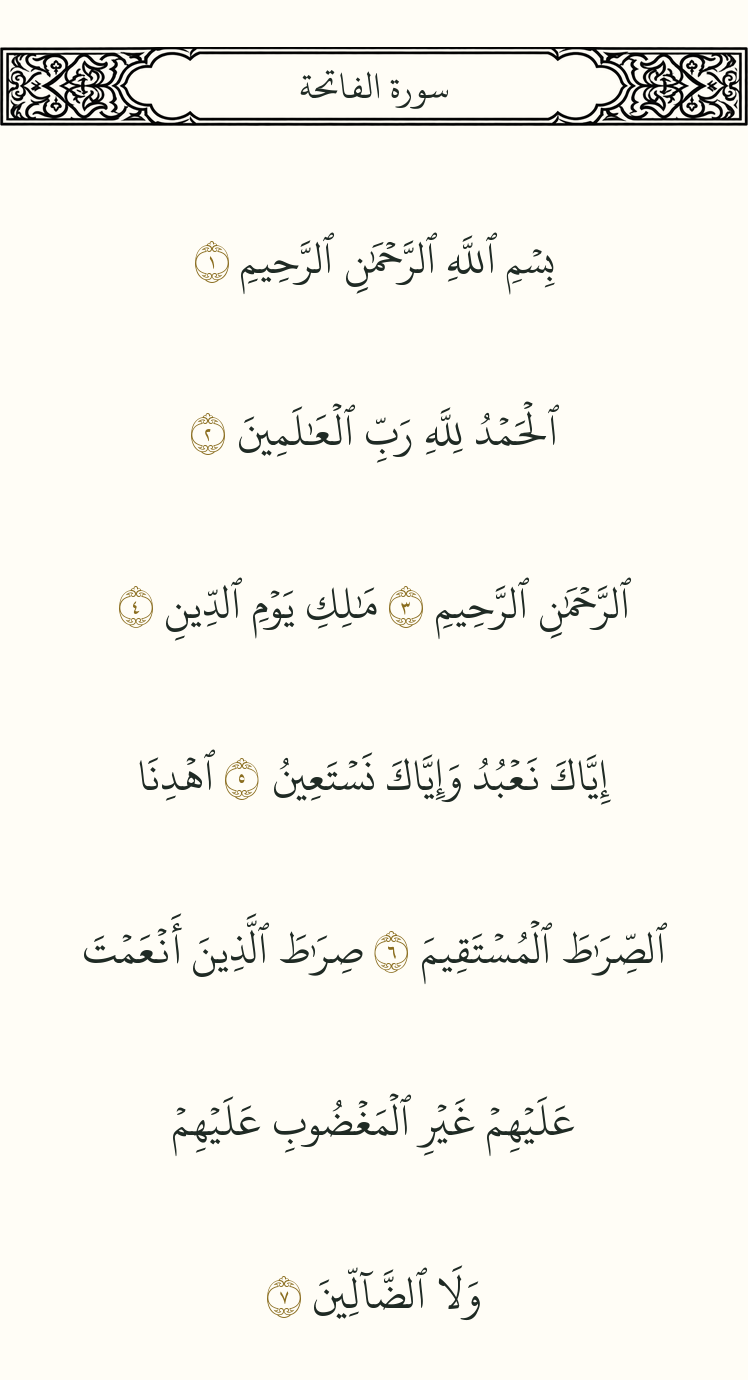 سورة الفاتحة
بِسۡمِ ٱللَّهِ ٱلرَّحۡمَٰنِ ٱلرَّحِيمِ ١
ٱلۡحَمۡدُ لِلَّهِ رَبِّ ٱلۡعَٰلَمِينَ ٢
ٱلرَّحۡمَٰنِ ٱلرَّحِيمِ ٣ مَٰلِكِ يَوۡمِ ٱلدِّينِ ٤
إِيَّاكَ نَعۡبُدُ وَإِيَّاكَ نَسۡتَعِينُ ٥ ٱهۡدِنَا
ٱلصِّرَٰطَ ٱلۡمُسۡتَقِيمَ ٦ صِرَٰطَ ٱلَّذِينَ أَنۡعَمۡتَ
عَلَيۡهِمۡ غَيۡرِ ٱلۡمَغۡضُوبِ عَلَيۡهِمۡ
وَلَا ٱلضَّآلِّينَ ٧